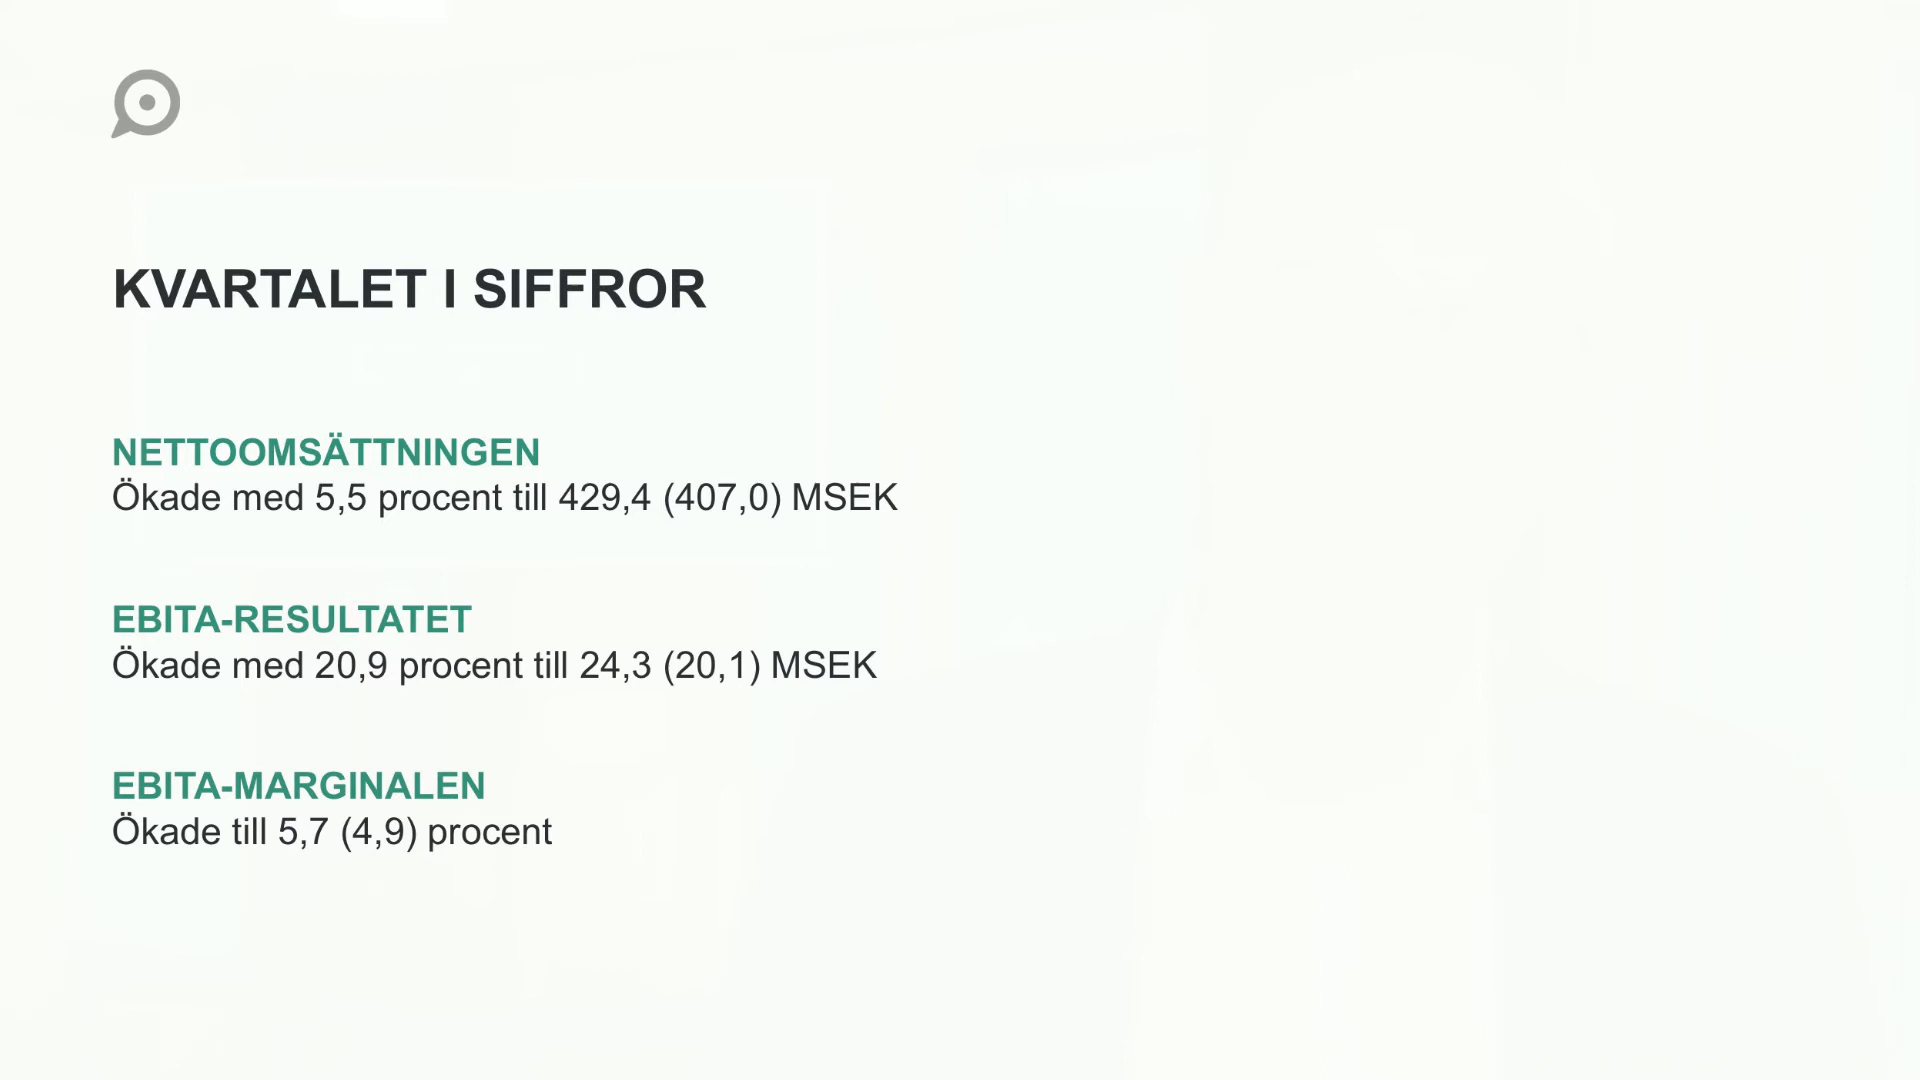 KVARTALET I SIFFROR
NETTOOMSÄTTNINGEN
Ökade med 5,5 procent till 429,4 (407,0) MSEK
EBITA-RESULTATET
Ökade med 20,9 procent till 24,3 (20,1) MSEK
EBITA-MARGINALEN
Ökade till 5,7 (4,9) procent